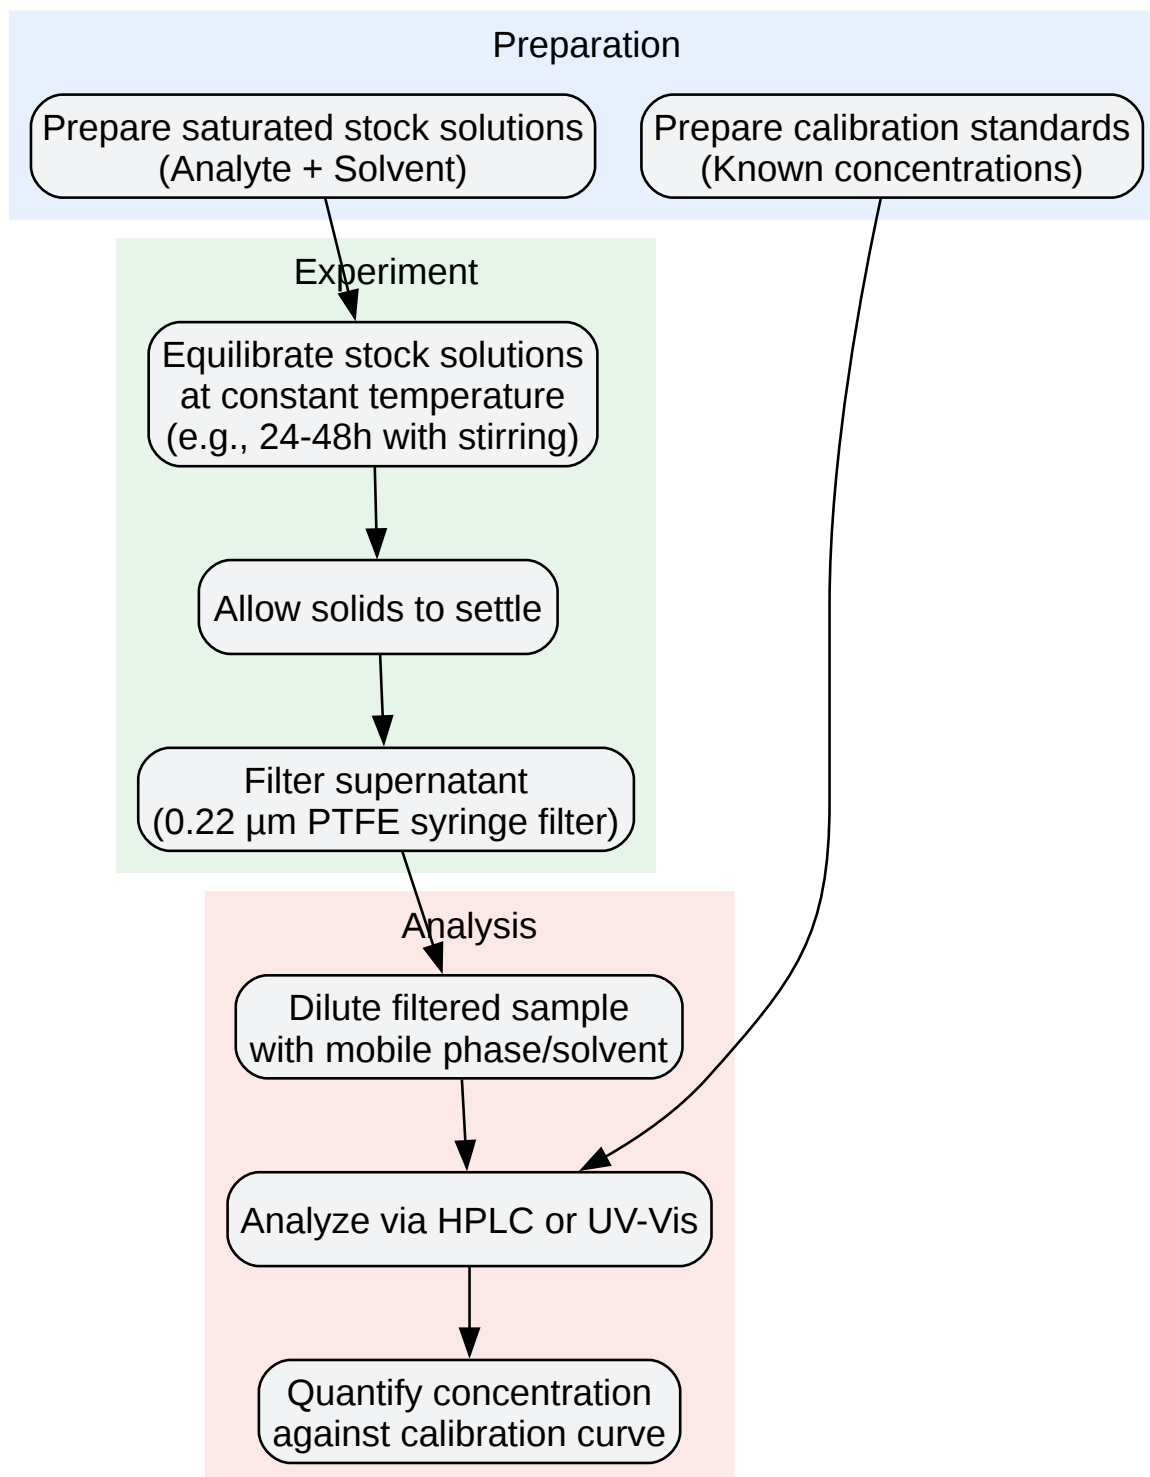 Preparation
Prepare saturated stock solutions
(Analyte + Solvent)
Prepare calibration standards
(Known concentrations)
Experiment
Equilibrate stock solutions
at constant temperature
(e.g., 24-48h with stirring)
Allow solids to settle
Filter supernatant
(0.22 µm PTFE syringe filter)
Analysis
Dilute filtered sample
with mobile phase/solvent
Analyze via HPLC or UV-Vis
Quantify concentration
against calibration curve